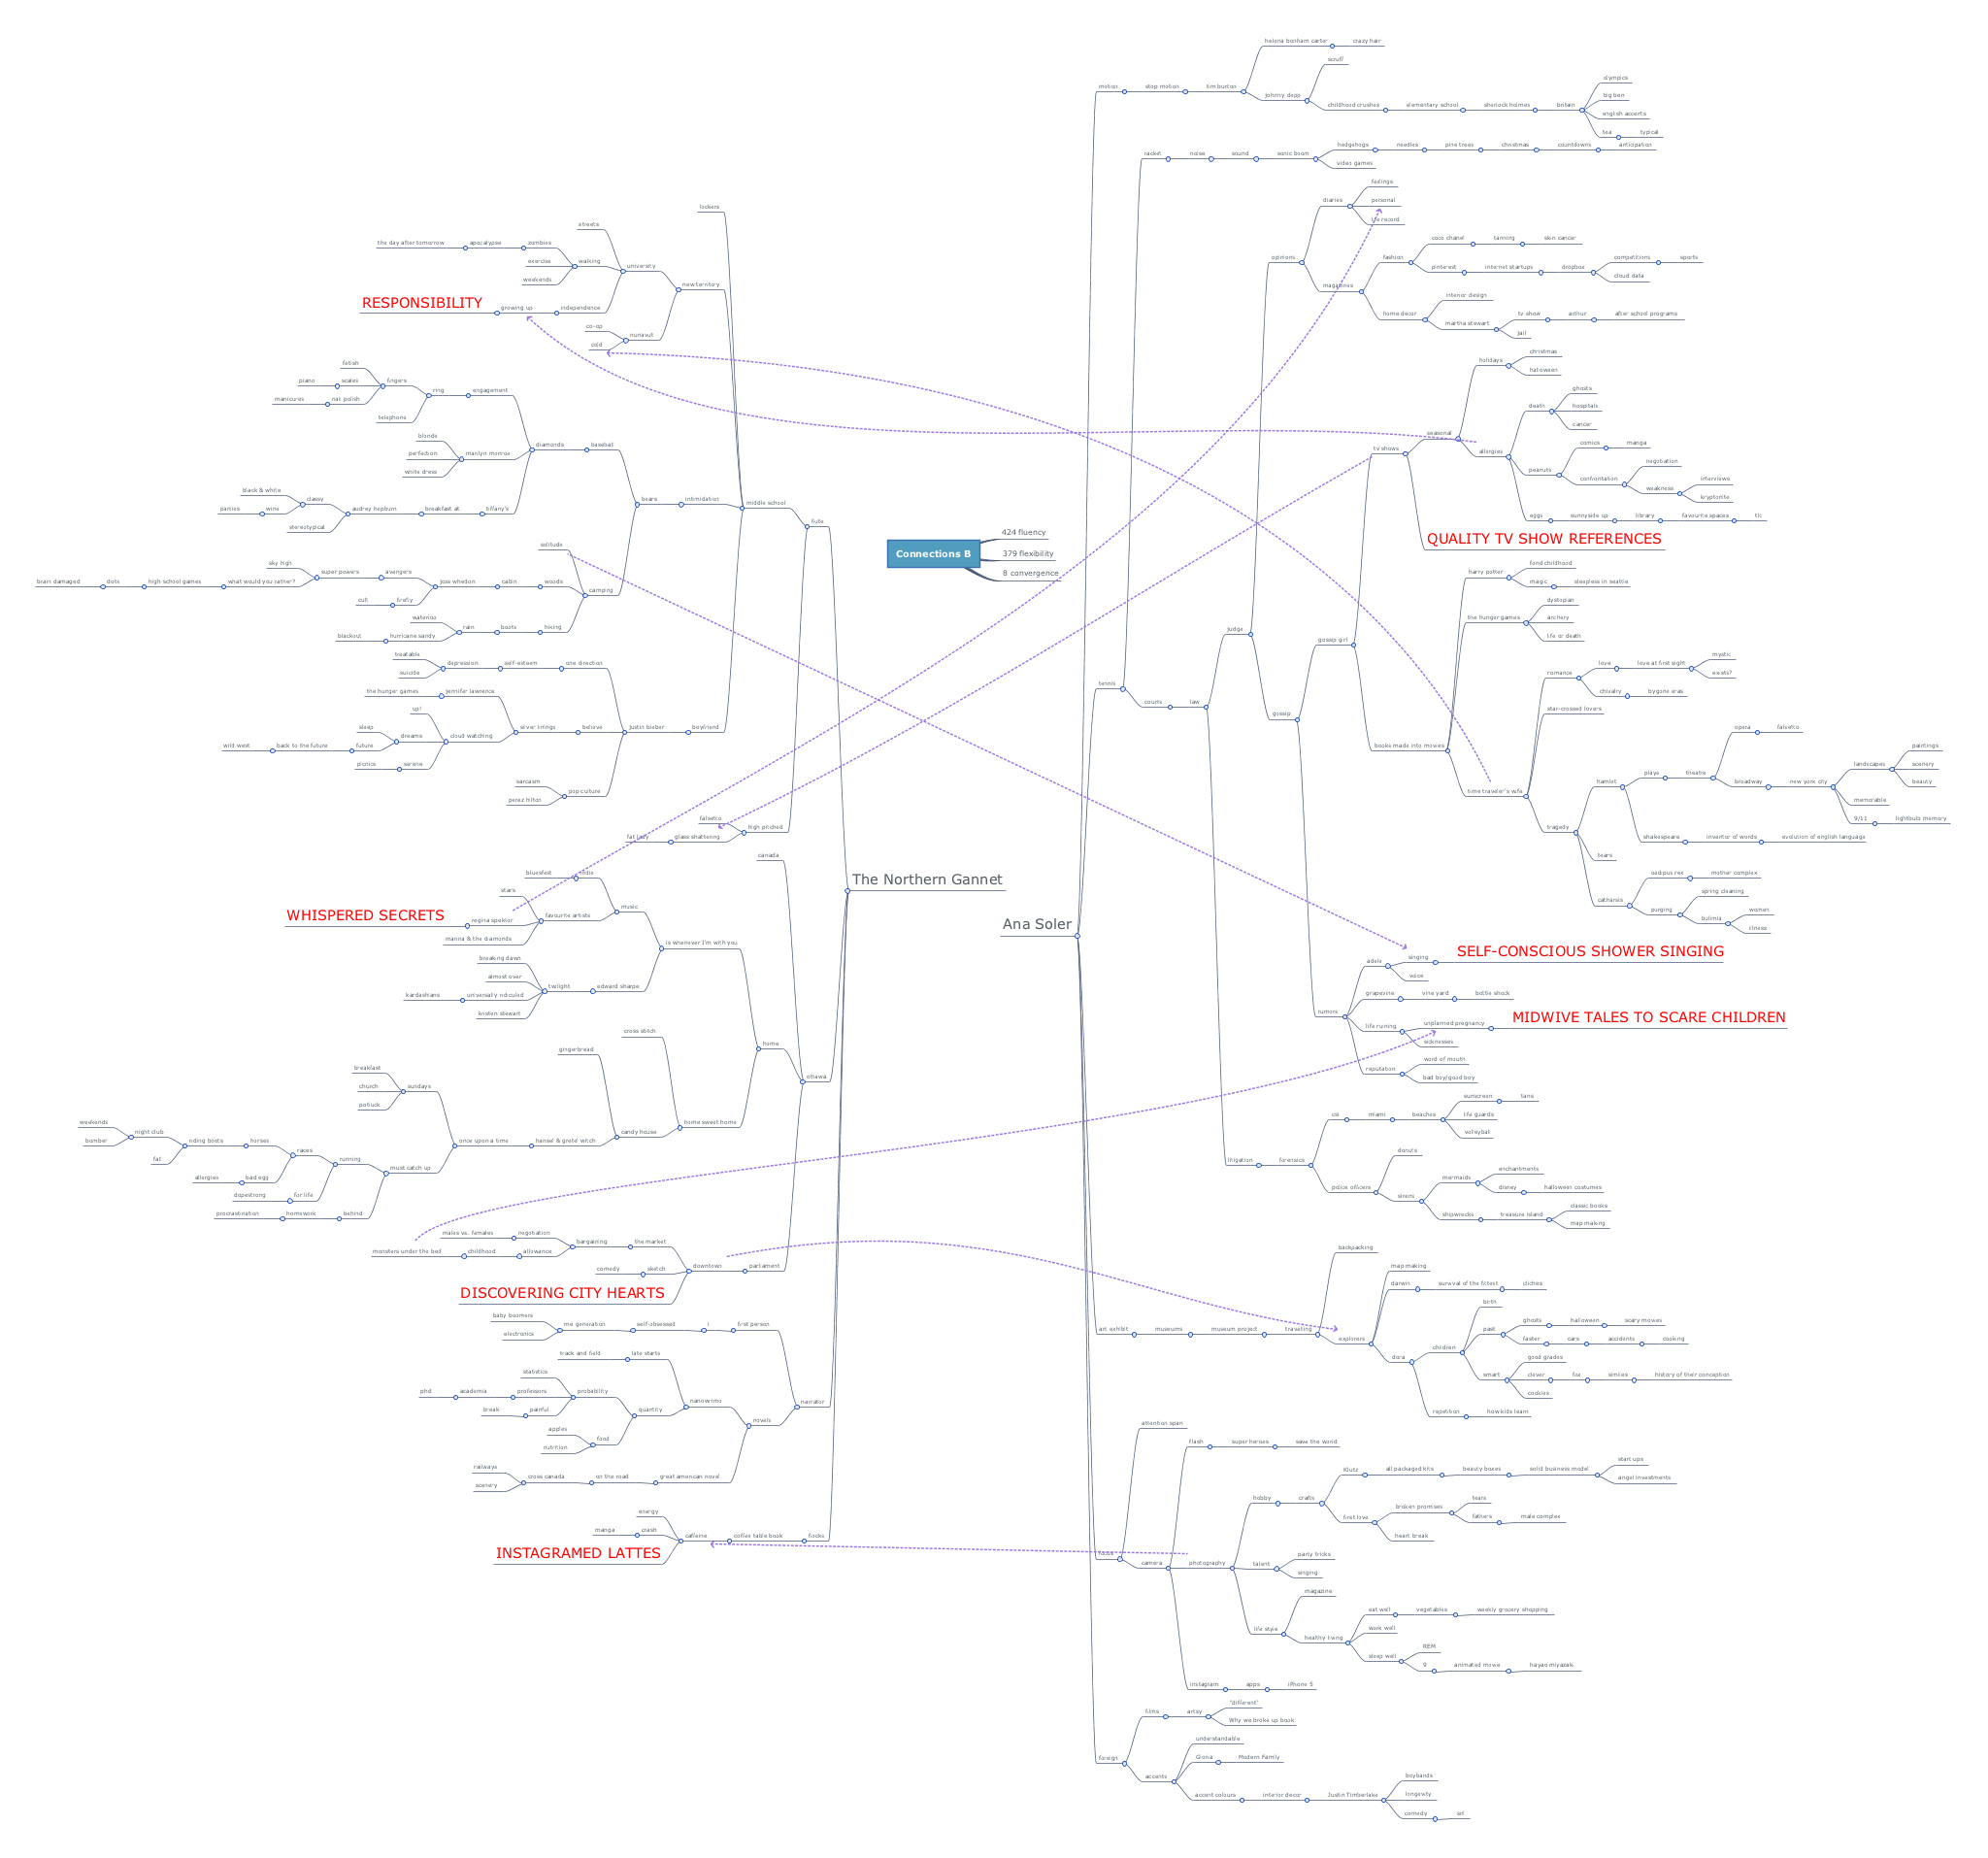 Connections B
424 fluency
379 flexibility
8 convergence
The Northern Gannet
flute
middle school
lockers
new territory
university
streets
walking
zombies
apocalypse
the day after tomorrow
exercise
weekends
independence
growing up
RESPONSIBILITY
nunavut
co-op
cold
intimidation
bears
baseball
diamonds
engagement
ring
fingers
fetish
scales
piano
nail polish
manicures
telephone
marilyn monroe
blonde
perfection
white dress
tiffany's
breakfast at
audrey hepburn
classy
black & white
wine
parties
stereotypical
camping
solitude
woods
cabin
joss whedon
avengers
super powers
sky high
what would you rather?
high school games
dots
brain damaged
firefly
cult
hiking
boots
rain
waterloo
hurricane sandy
blackout
boyfriend
justin bieber
one direction
self-esteem
depression
treatable
suicide
believe
silver linings
jennifer lawrence
the hunger games
cloud watching
up!
dreams
sleep
future
back to the future
wild west
serene
picnics
pop culture
sarcasm
perez hilton
high pitched
falsetto
glass shattering
fat lady
ottawa
canada
home
is whenever I'm with you
music
indie
bluesfest
favourite artists
stars
regina spektor
WHISPERED SECRETS
marina & the diamonds
edward sharpe
twilight
breaking dawn
almost over
universally ridiculed
kardashians
kristen stewart
home sweet home
cross stitch
candy house
gingerbread
hansel & gretel witch
once upon a time
sundays
breakfast
church
potluck
must catch up
running
races
horses
riding boots
night club
weekends
bomber
fall
bad egg
allergies
for life
dopestrong
behind
homework
procrastination
parliament
downtown
the market
bargaining
negotiation
males vs. females
allowance
childhood
monsters under the bed
sketch
comedy
DISCOVERING CITY HEARTS
narrator
first person
I
self-obsessed
me generation
baby boomers
electronics
novels
nanowrimo
late starts
track and field
quantity
probability
statistics
professors
academia
phd
painful
break
food
apples
nutrition
great american novel
on the road
cross canada
railways
scenery
flocks
coffee table book
caffeine
energy
crash
manga
INSTAGRAMED LATTES
Ana Soler
motion
stop motion
tim burton
helena bonham carter
crazy hair
johnny depp
scruff
childhood crushes
elementary school
sherlock holmes
britain
olympics
big ben
english accents
tea
typical
tennis
racket
noise
sound
sonic boom
hedgehogs
needles
pine trees
christmas
countdowns
anticipation
video games
courts
law
judge
opinions
diaries
feelings
personal
life record
magazines
fashion
coco chanel
tanning
skin cancer
pinterest
internet startups
dropbox
competitions
sports
cloud data
home decor
interior design
martha stewart
tv show
arthur
after school programs
jail
gossip
gossip girl
tv shows
seasonal
holidays
christmas
halloween
allergies
death
ghosts
hospitals
cancer
peanuts
comics
manga
confrontation
negotiation
weakness
interviews
kryptonite
eggs
sunnyside up
library
favourite spaces
tlc
QUALITY TV SHOW REFERENCES
books made into movies
harry potter
fond childhood
magic
sleepless in seattle
the hunger games
dystopian
archery
life or death
time traveler's wife
romance
love
love at first sight
mystic
exists?
chivalry
bygone eras
star-crossed lovers
tragedy
hamlet
plays
theatre
opera
falsetto
broadway
new york city
landscapes
paintings
scenery
beauty
memorable
9/11
lightbulb memory
shakespeare
inventor of words
evolution of english language
tears
catharsis
oedipus rex
mother complex
purging
spring cleaning
bulimia
women
illness
rumors
adele
singing
SELF-CONSCIOUS SHOWER SINGING
voice
grapevine
vine yard
bottle shock
life ruining
unplanned pregnancy
MIDWIVE TALES TO SCARE CHILDREN
sicknesses
reputation
word of mouth
bad boy/good boy
litigation
forensics
csi
miami
beaches
sunscreen
tans
life guards
volleyball
police officers
donuts
sirens
mermaids
enchantments
disney
halloween costumes
shipwrecks
treasure island
classic books
map making
art exhibit
museums
museum project
traveling
backpacking
explorers
map making
darwin
survival of the fittest
cliches
dora
children
birth
past
ghosts
halloween
scary movies
faster
cars
accidents
cooking
smart
good grades
clever
fox
similes
history of their conception
cookies
repetition
how kids learn
attention span
camera
flash
super heroes
save the world
photography
hobby
crafts
Klutz
all packaged kits
beauty boxes
solid business model
start ups
angel investments
first love
broken promises
tears
fathers
male complex
heart break
talent
party tricks
singing
life style
magazine
healthy living
eat well
vegetables
weekly grocery shopping
work well
sleep well
REM
9
animated movie
hayao miyazaki
instagram
apps
iPhone 5
foreign
films
artsy
"different"
Why we broke up book
accents
understandable
Gloria
Modern Family
accent colours
interior decor
Justin Timberlake
boybands
longevity
comedy
snl